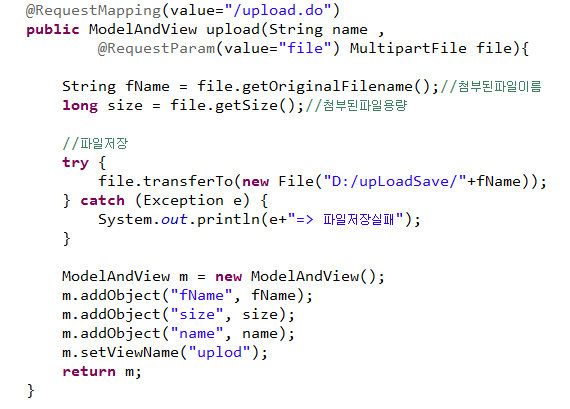 @RequestMapping(value="/upload.do")
public ModelAndView upload(String name ,
@RequestParam(value="file") MultipartFile file){
String fName = file.getOriginalFilename();//첨부된파일이름
long size = file.getSize();//첨부된파일용량
//파일저장
try {
file.transferTo(new File("D:/upLoadSave/"+fName));
} catch (Exception e) {
System.out.println(e+"=> 파일저장실패");
}
ModelAndView m = new ModelAndView();
m.addObject("fName", fName);
m.addObject("size", size);
m.addObject("name", name);
m.setViewName("uplod");
return m;
}